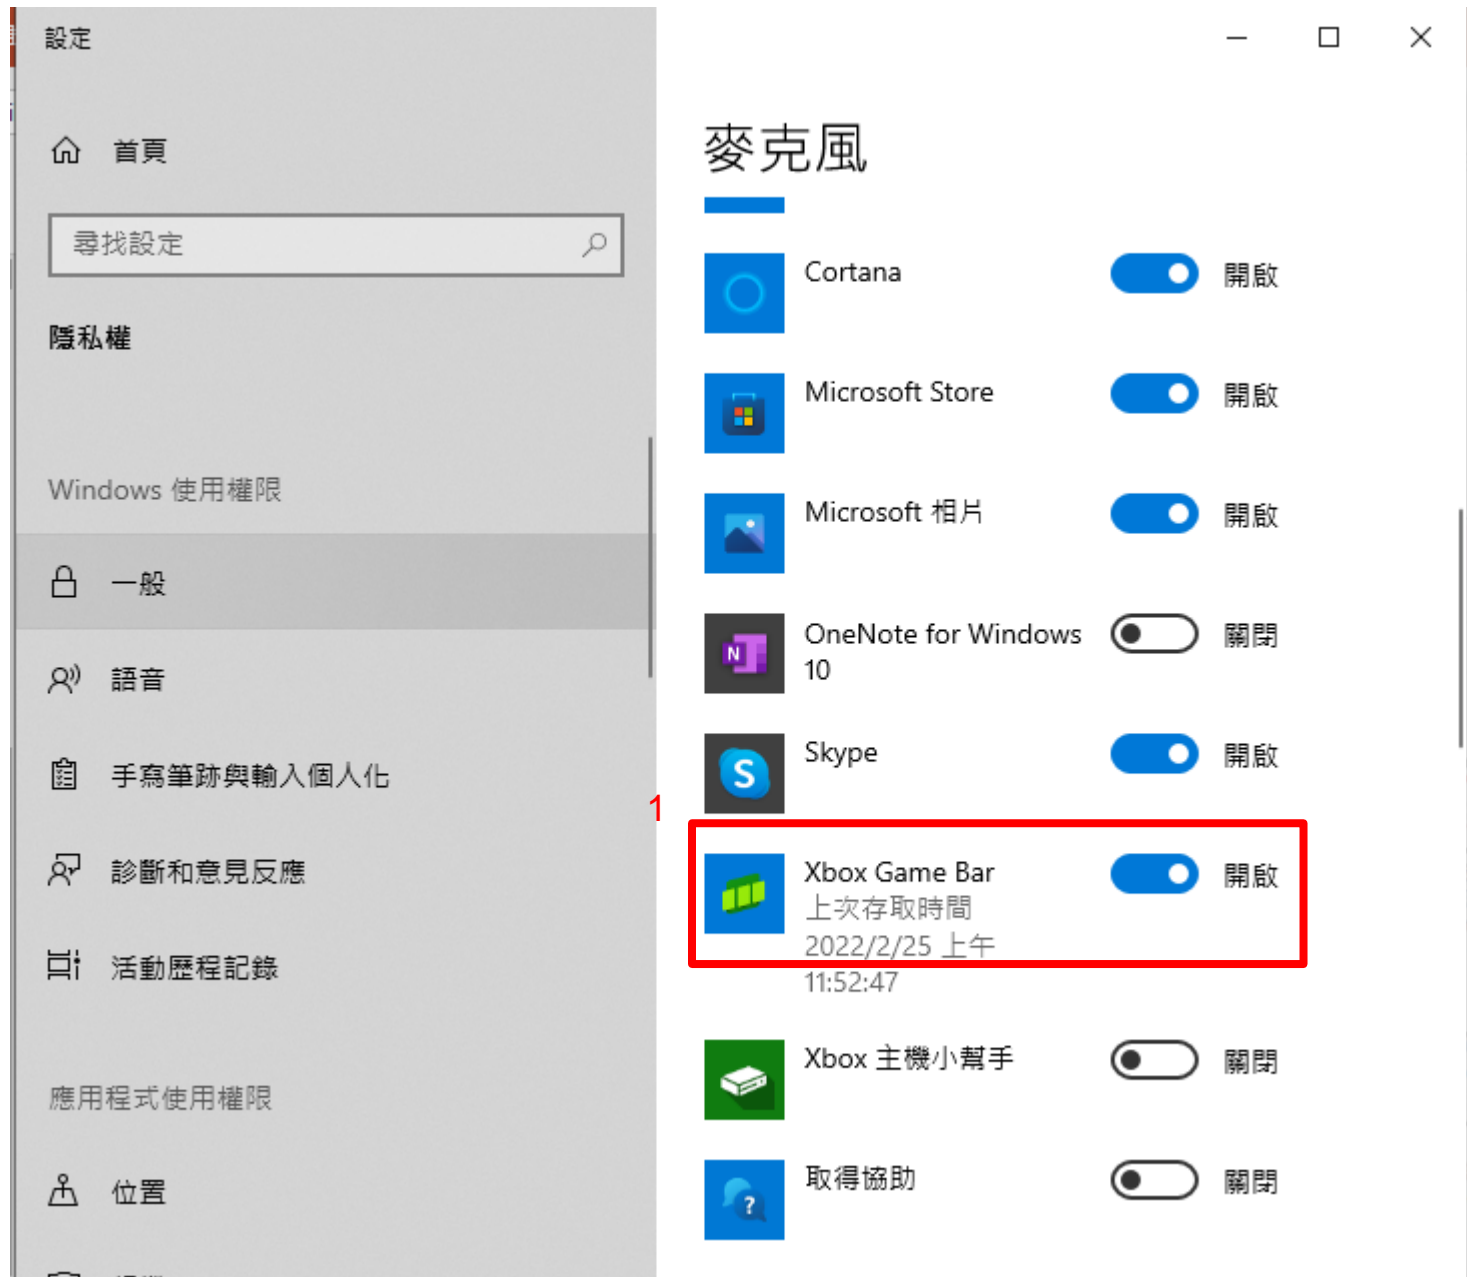 設定
首頁
尋找設定
隱私權
Windows 使用權限
一般
語音
手寫筆跡與輸入個人化
診斷和意見反應
活動歷程記錄
應用程式使用權限
位置
麥克風
Cortana 開啟
Microsoft Store 開啟
Microsoft 相片 開啟
OneNote for Windows 關閉
10
Skype 開啟
1
Xbox Game Bar 開啟
上次存取時間
2022/2/25 上午
11:52:47
Xbox 主機小幫手 關閉
取得協助 關閉